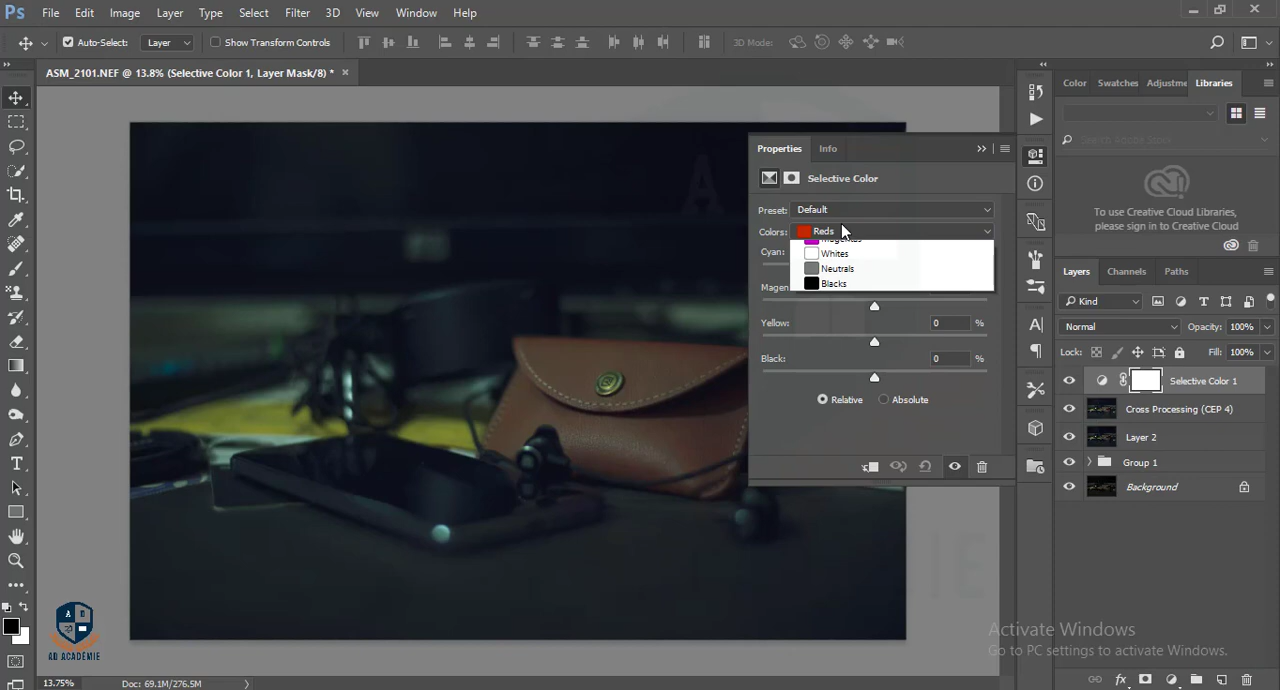 Ps File Edit Image Layer Type Select Filter 3D View Window Help
Auto-Select: Layer Show Transform Controls 3D Mode:
ASM_2101.NEF @ 13.8% (Selective Color 1, Layer Mask/8) *
Color Swatches Adjustme Libraries
Search Adobe Stock
To use Creative Cloud Libraries,
please sign in to Creative Cloud
Properties Info
Selective Color
Preset: Default
Colors: Reds
Magentas
Cyan: Whites
Neutrals
Magen Blacks
Yellow: 0 %
Black: 0 %
Relative Absolute
Layers Channels Paths
Kind
Normal Opacity: 100%
Lock: Fill: 100%
Selective Color 1
Cross Processing (CEP 4)
Layer 2
Group 1
Background
A D
AD ACADÉMIE
Activate Windows
Go to PC settings to activate Windows.
13.75% Doc: 69.1M/276.5M